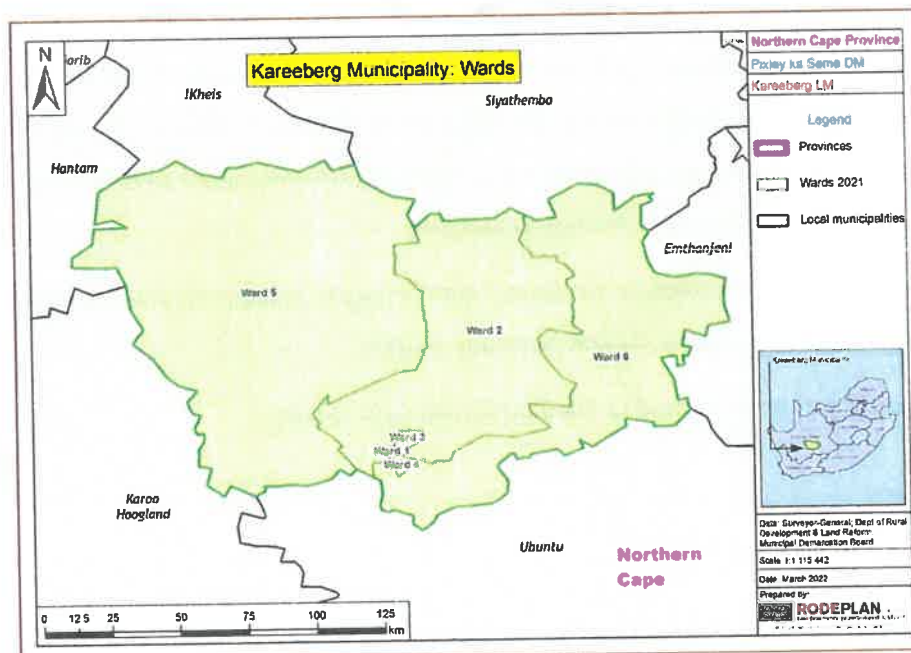 N
Kareeberg Municipality: Wards
!Kheis
Siyathemba
Hantam
Emthanjeni
Ward 5
Ward 2
Ward 6
Ward 3
Ward 1
Ward 4
Karoo
Hoogland
Ubuntu
Northern
Cape
0 12.5 25 50 75 100 125
km
Northern Cape Province
Pixley ka Seme DM
Kareeberg LM
Legend
Provinces
Wards 2021
Local municipalities
Kareeberg Municipality
Data: Surveyor-General; Dept of Rural
Development & Land Reform
Municipal Demarcation Board
Scale 1:1 115 442
Date March 2022
Prepared by:
RODEPLAN